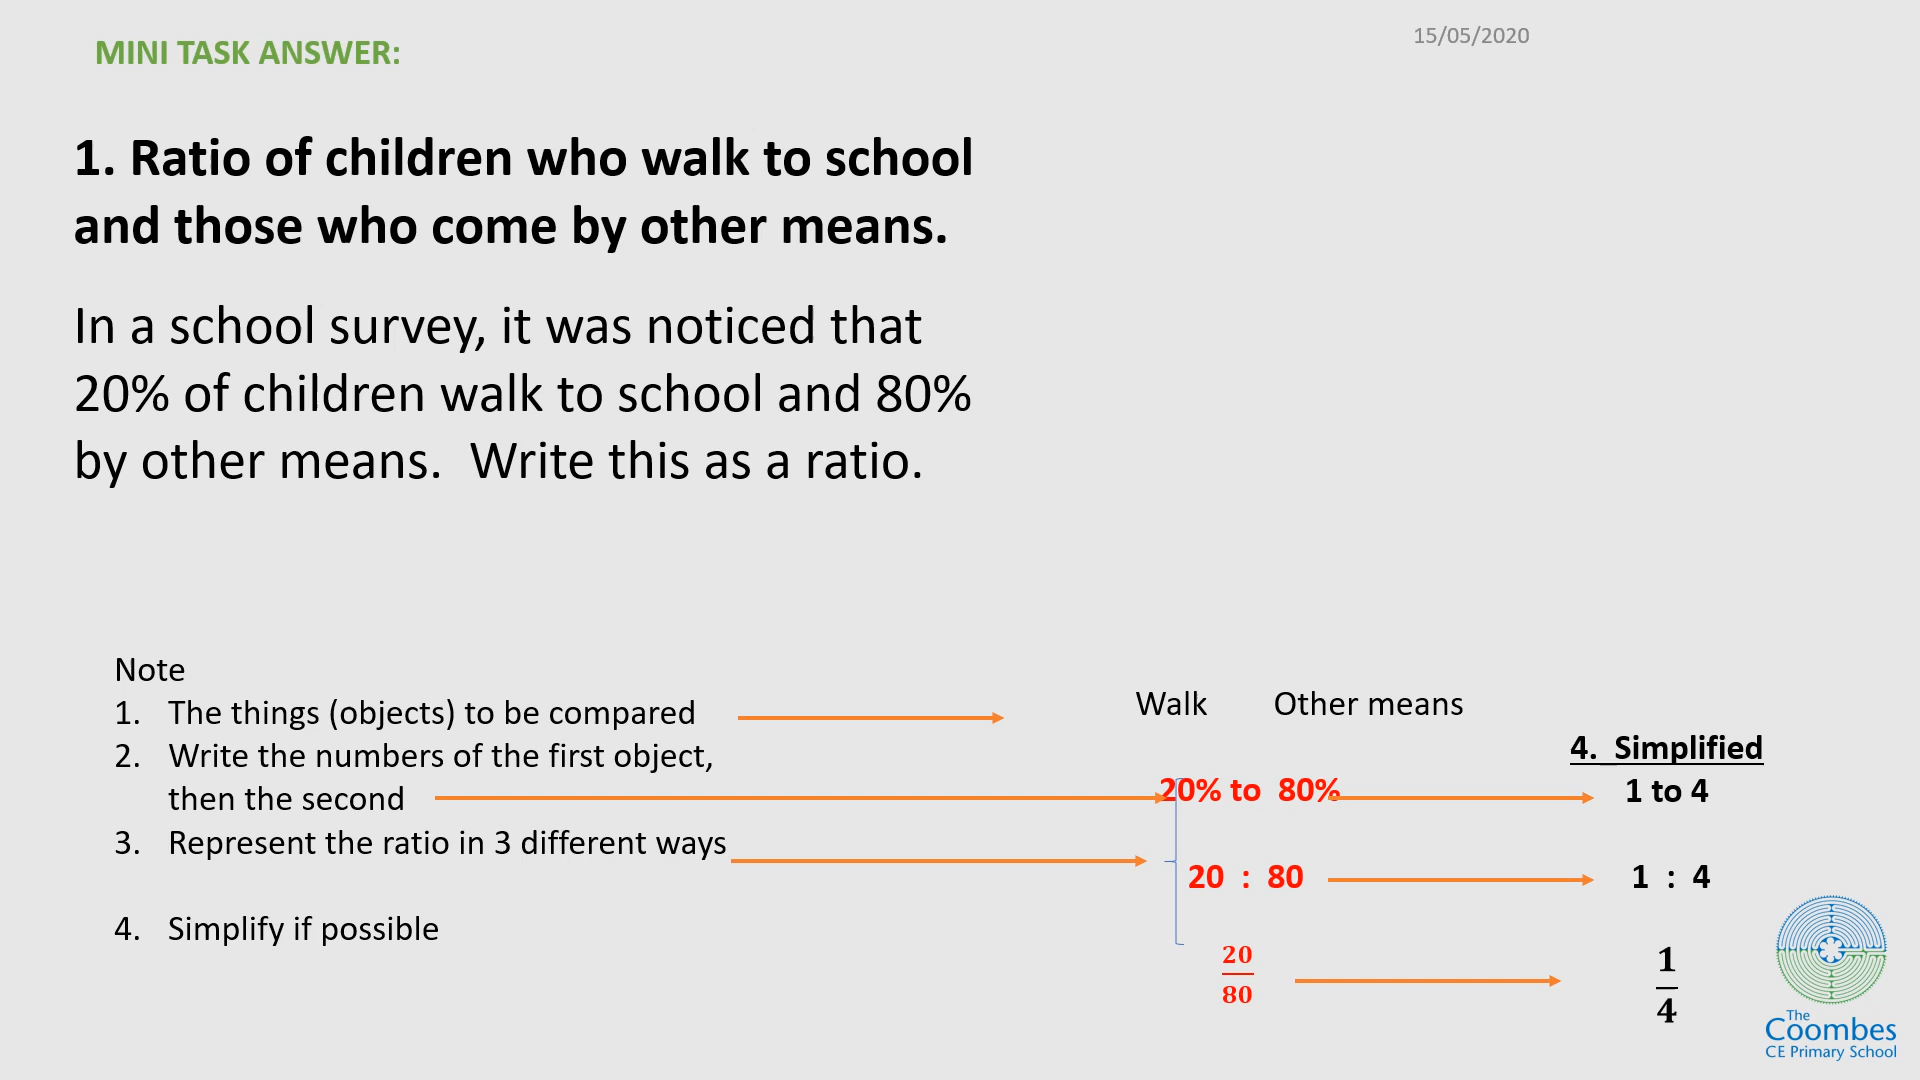 MINI TASK ANSWER:
15/05/2020
1. Ratio of children who walk to school
and those who come by other means.
In a school survey, it was noticed that
20% of children walk to school and 80%
by other means.  Write this as a ratio.
Note
1. The things (objects) to be compared
2. Write the numbers of the first object,
then the second
3. Represent the ratio in 3 different ways
4. Simplify if possible
Walk Other means
4. Simplified
20% to 80%
1 to 4
20 : 80
1 : 4
20
80
1
4
The
Coombes
CE Primary School